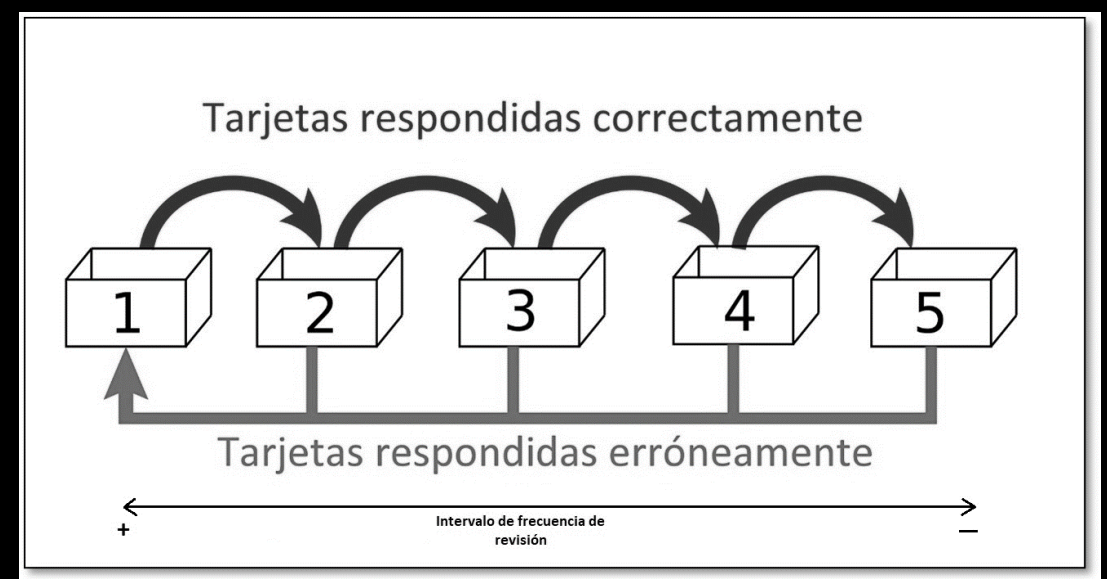 Tarjetas respondidas correctamente
1 2 3 4 5
Tarjetas respondidas erróneamente
+ Intervalo de frecuencia de —
revisión